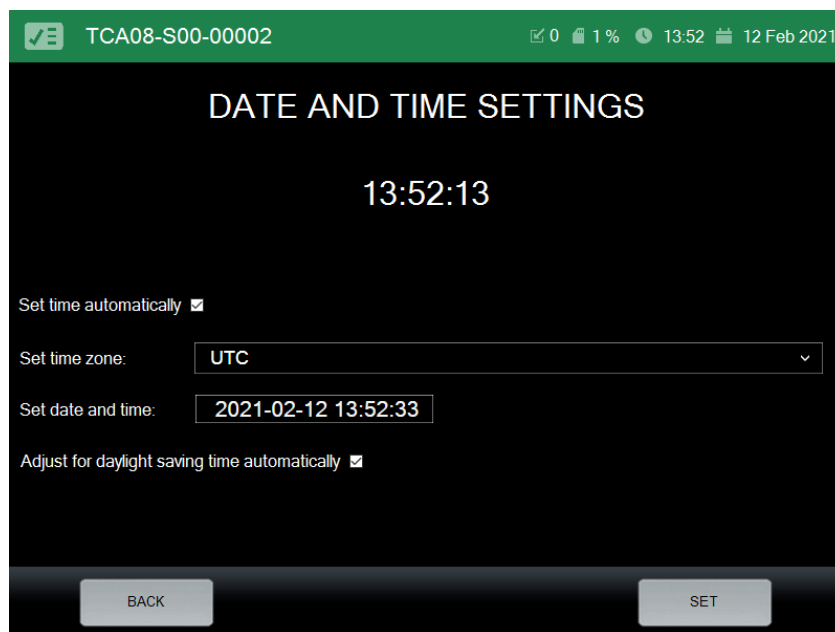 TCA08-S00-00002 0 1 % 13:52 12 Feb 2021
DATE AND TIME SETTINGS
13:52:13
Set time automatically
Set time zone: UTC
Set date and time: 2021-02-12 13:52:33
Adjust for daylight saving time automatically
BACK SET